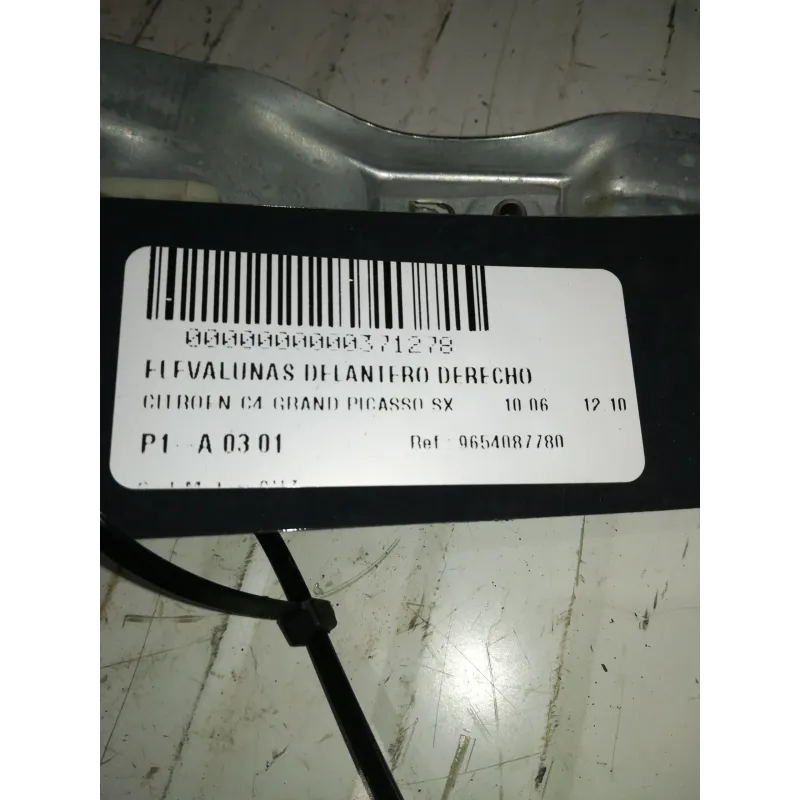 0000000000371278
ELEVALUNAS DELANTERO DERECHO
CITROEN C4 GRAND PICASSO SX 10.06 12.10
P1--A 03 01 Ref.: 9654087780